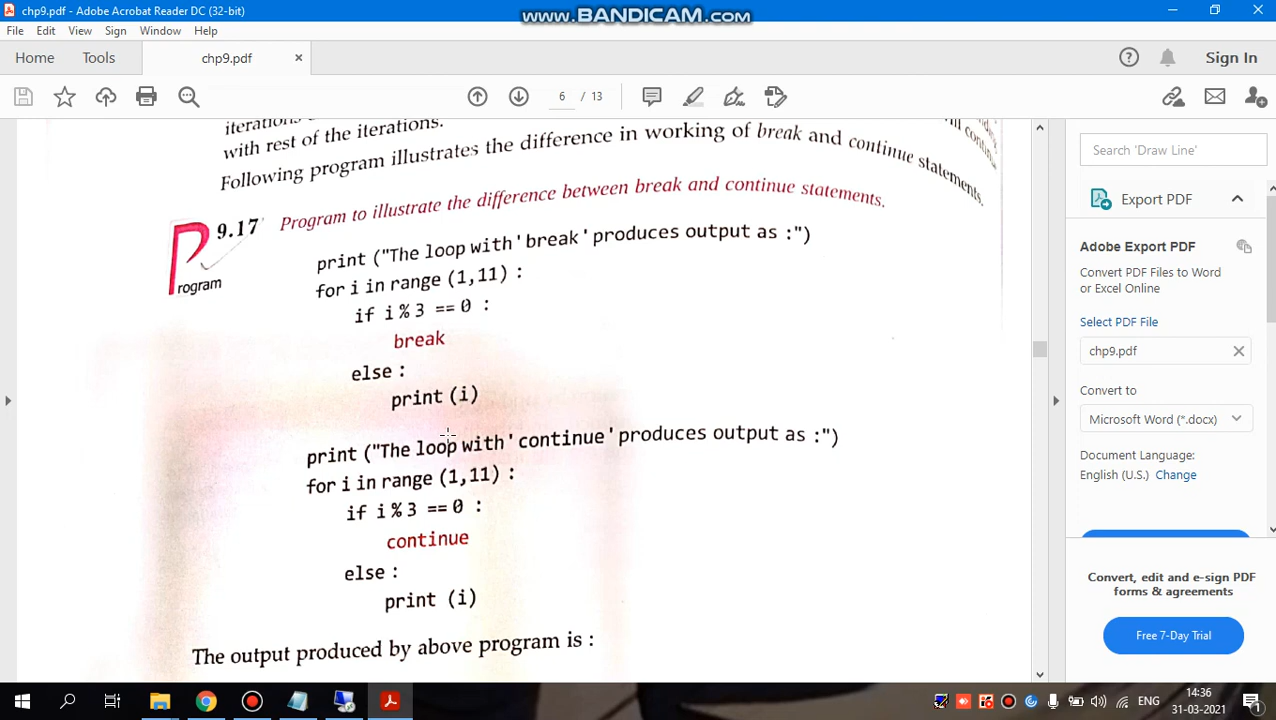 chp9.pdf - Adobe Acrobat Reader DC (32-bit)
www.BANDICAM.com
File Edit View Sign Window Help
Home Tools chp9.pdf Sign In
6 / 13
with rest of the iterations.
Following program illustrates the difference in working of break and continue statements.
9.17 Program to illustrate the difference between break and continue statements.
Program
print ("The loop with 'break' produces output as :")
for i in range (1,11) :
if i % 3 == 0 :
break
else :
print (i)
print ("The loop with 'continue' produces output as :")
for i in range (1,11) :
if i % 3 == 0 :
continue
else :
print (i)
The output produced by above program is :
Search 'Draw Line'
Export PDF
Adobe Export PDF
Convert PDF Files to Word
or Excel Online
Select PDF File
chp9.pdf
Convert to
Microsoft Word (*.docx)
Document Language:
English (U.S.) Change
Convert, edit and e-sign PDF
forms & agreements
Free 7-Day Trial
ENG
14:36
31-03-2021